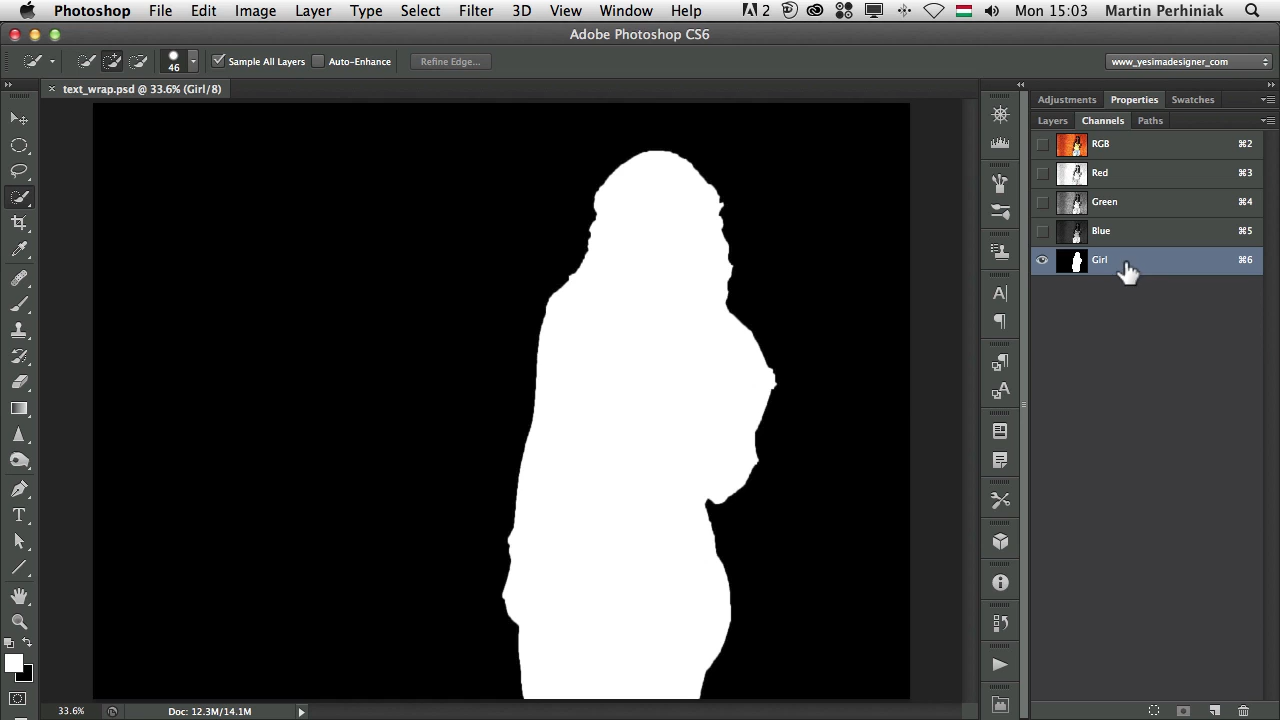 Photoshop File Edit Image Layer Type Select Filter 3D View Window Help 2 Mon 15:03 Martin Perhiniak
Adobe Photoshop CS6
46 Sample All Layers Auto-Enhance Refine Edge... www_yesimadesigner_com
× text_wrap.psd @ 33.6% (Girl/8)
Adjustments Properties Swatches
Layers Channels Paths
RGB ⌘2
Red ⌘3
Green ⌘4
Blue ⌘5
Girl ⌘6
33.6% Doc: 12.3M/14.1M